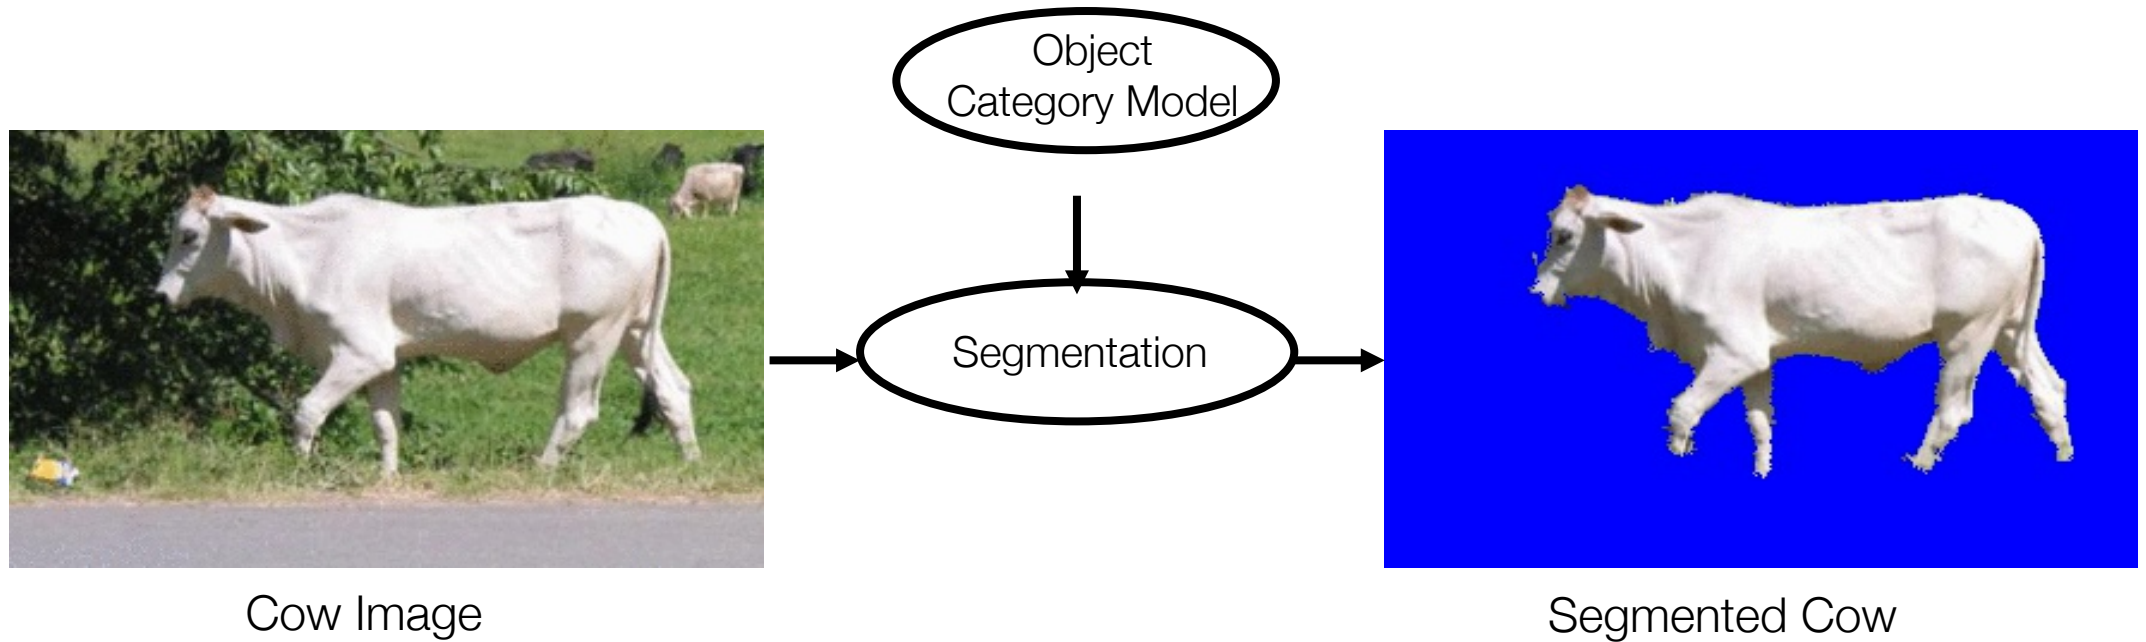 Object
Category Model
Segmentation
Cow Image
Segmented Cow